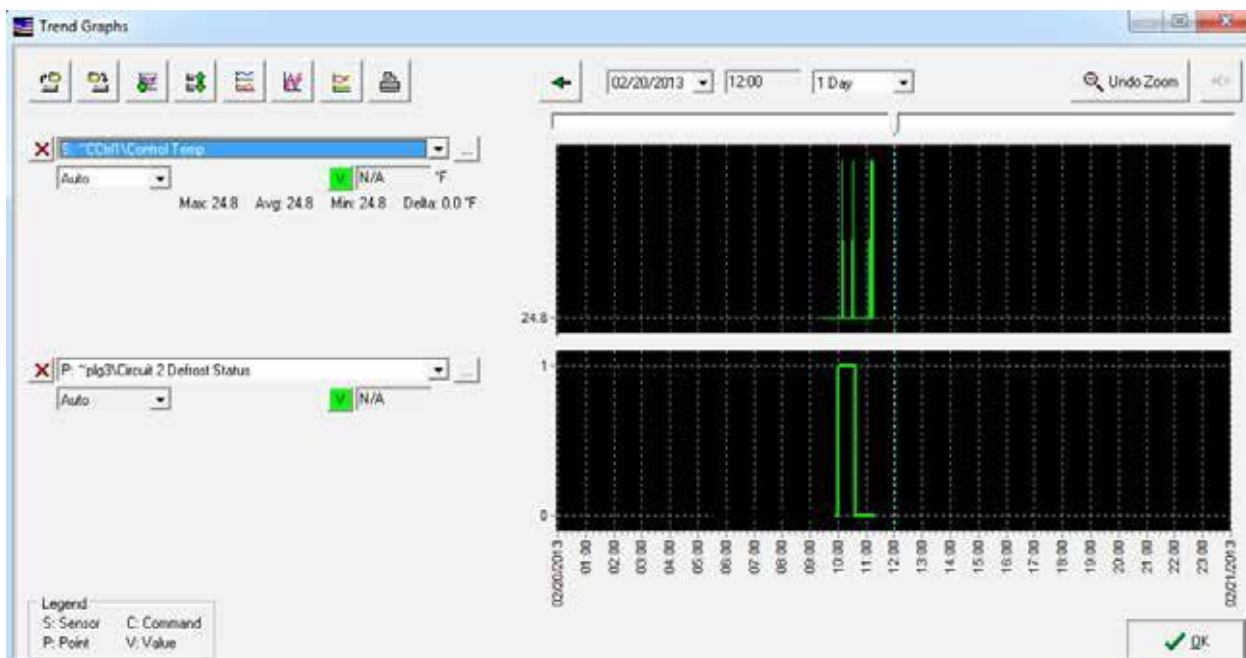 Trend Graphs
02/20/2013 12:00 1 Day Undo Zoom
S: ~CCtrl1\Control Temp
Auto V N/A °F
Max: 24.8 Avg: 24.8 Min: 24.8 Delta: 0.0 °F
24.8
P: ~plg3\Circuit 2 Defrost Status
Auto V N/A
1
0
02/20/2013 01:00 02:00 03:00 04:00 05:00 06:00 07:00 08:00 09:00 10:00 11:00 12:00 13:00 14:00 15:00 16:00 17:00 18:00 19:00 20:00 21:00 22:00 23:00 02/21/2013
Legend
S: Sensor C: Command
P: Point V: Value
OK